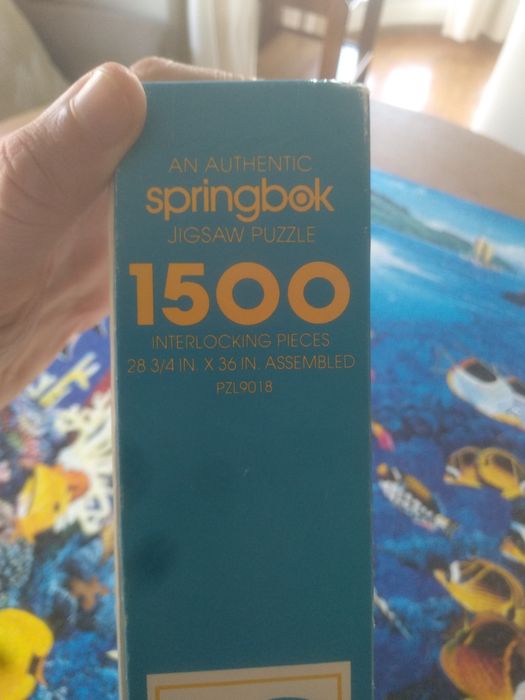 AN AUTHENTIC
springbok
JIGSAW PUZZLE
1500
INTERLOCKING PIECES
28 3/4 IN. X 36 IN. ASSEMBLED
PZL9018